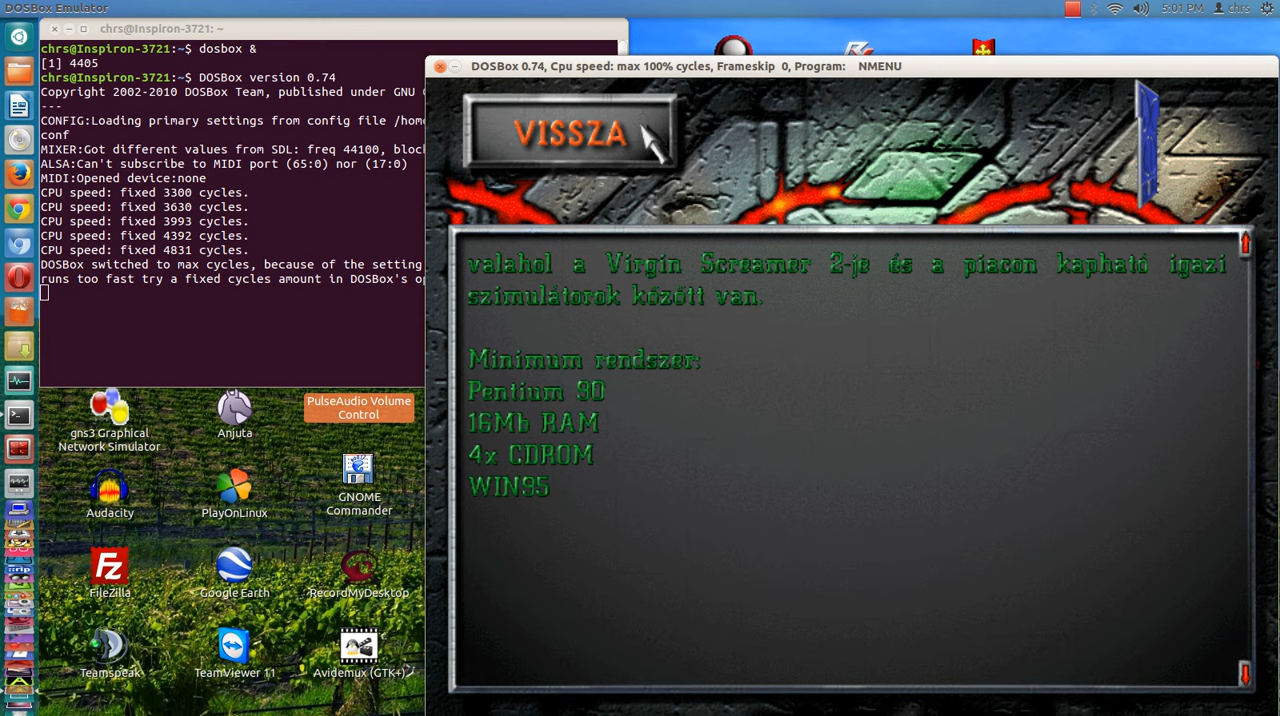 DOSBox Emulator
5:01 PM
chrs
chrs@Inspiron-3721: ~
chrs@Inspiron-3721:~$ dosbox &
[1] 4405
chrs@Inspiron-3721:~$ DOSBox version 0.74
Copyright 2002-2010 DOSBox Team, published under GNU
---
CONFIG:Loading primary settings from config file /home
conf
MIXER:Got different values from SDL: freq 44100, bloc
ALSA:Can't subscribe to MIDI port (65:0) nor (17:0)
MIDI:Opened device:none
CPU speed: fixed 3300 cycles.
CPU speed: fixed 3630 cycles.
CPU speed: fixed 3993 cycles.
CPU speed: fixed 4392 cycles.
CPU speed: fixed 4831 cycles.
DOSBox switched to max cycles, because of the setting
runs too fast try a fixed cycles amount in DOSBox's op
DOSBox 0.74, Cpu speed: max 100% cycles, Frameskip 0, Program: NMENU
VISSZA
valahol a Virgin Screamer 2-je és a piacon kapható igazi
szimulátorok között van.
Minimum rendszer:
Pentium 90
16Mb RAM
4x CDROM
WIN95
gns3 Graphical
Network Simulator
Anjuta
PulseAudio Volume
Control
Audacity
PlayOnLinux
GNOME
Commander
FileZilla
Google Earth
RecordMyDesktop
Teamspeak
TeamViewer 11
Avidemux (GTK+)